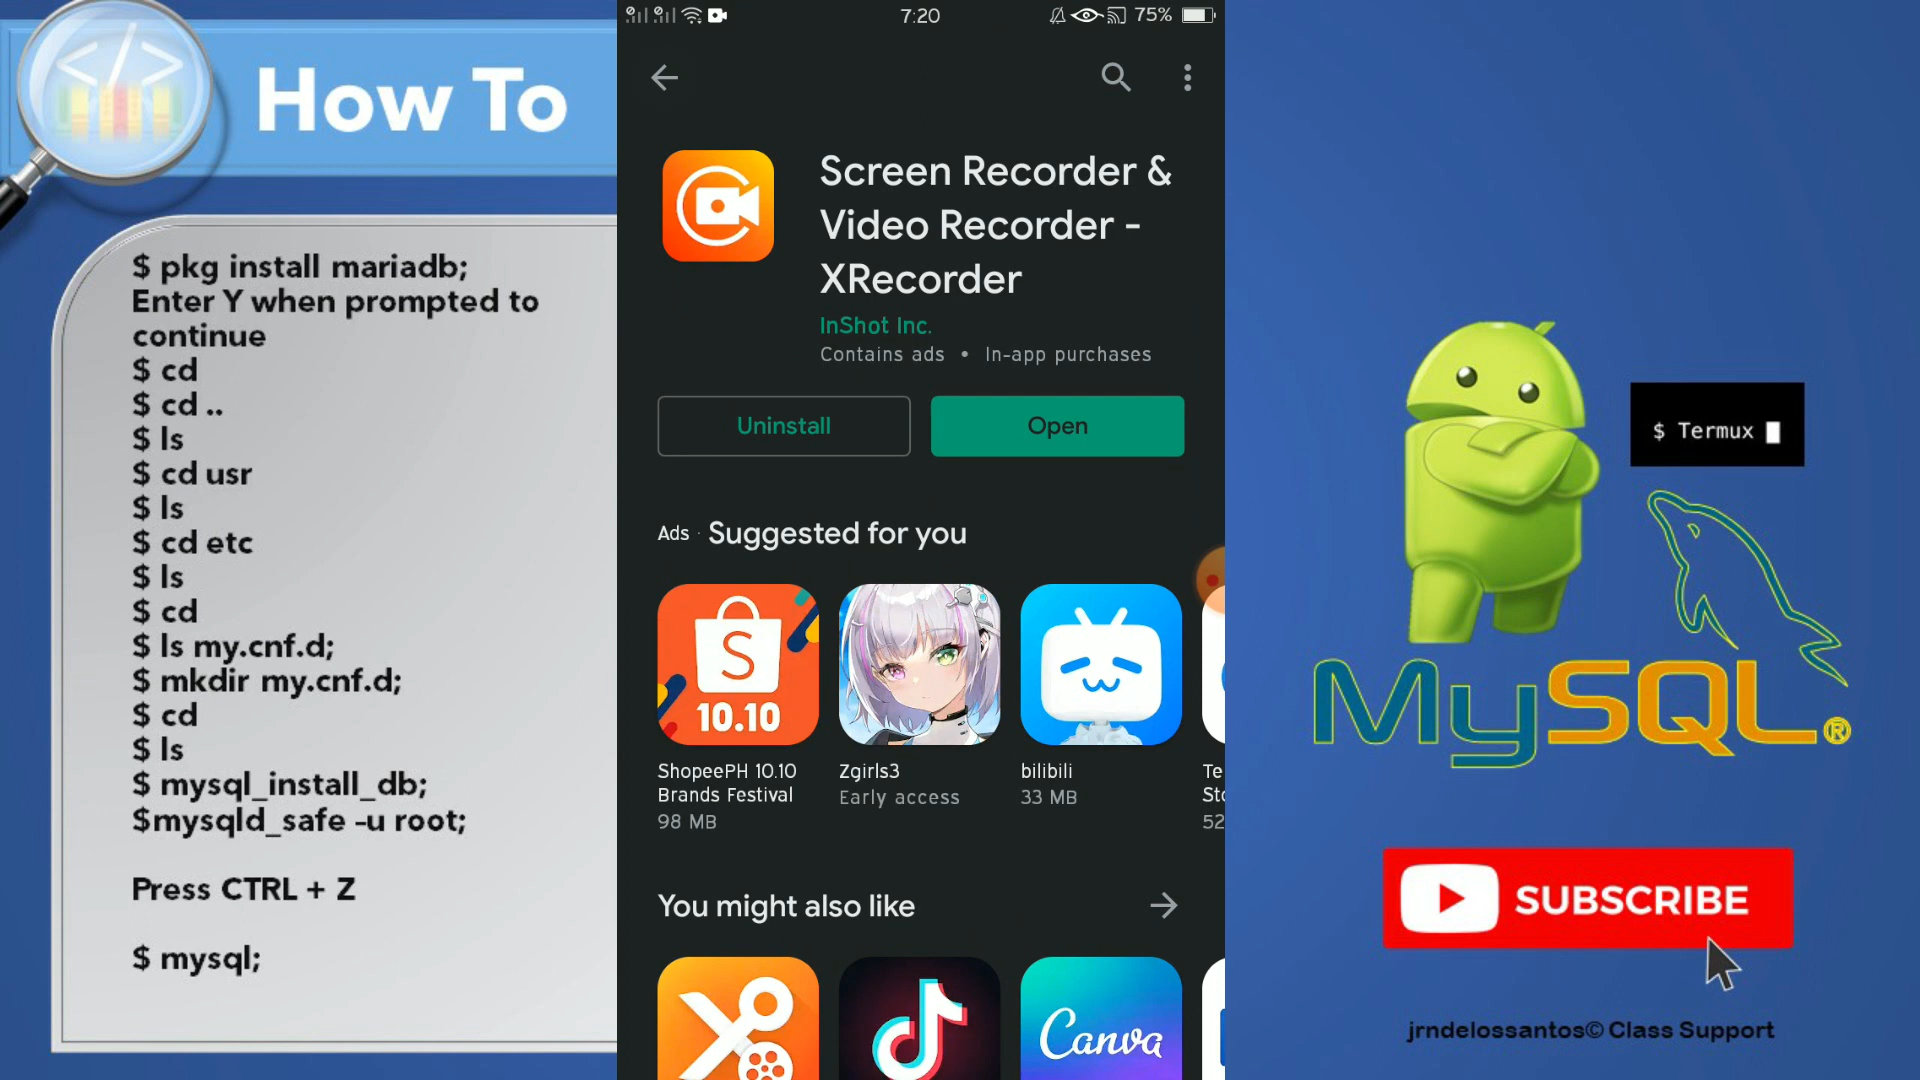 How To
$ pkg install mariadb;
Enter Y when prompted to
continue
$ cd
$ cd ..
$ ls
$ cd usr
$ ls
$ cd etc
$ ls
$ cd
$ ls my.cnf.d;
$ mkdir my.cnf.d;
$ cd
$ ls
$ mysql_install_db;
$mysqld_safe -u root;
Press CTRL + Z
$ mysql;
7:20
75%
Screen Recorder &
Video Recorder -
XRecorder
InShot Inc.
Contains ads • In-app purchases
Uninstall
Open
Ads · Suggested for you
S
10.10
ShopeePH 10.10
Brands Festival
98 MB
Zgirls3
Early access
bilibili
33 MB
Te
Sto
52
You might also like
Canva
$ Termux
MySQL®
SUBSCRIBE
jrndelossantos© Class Support